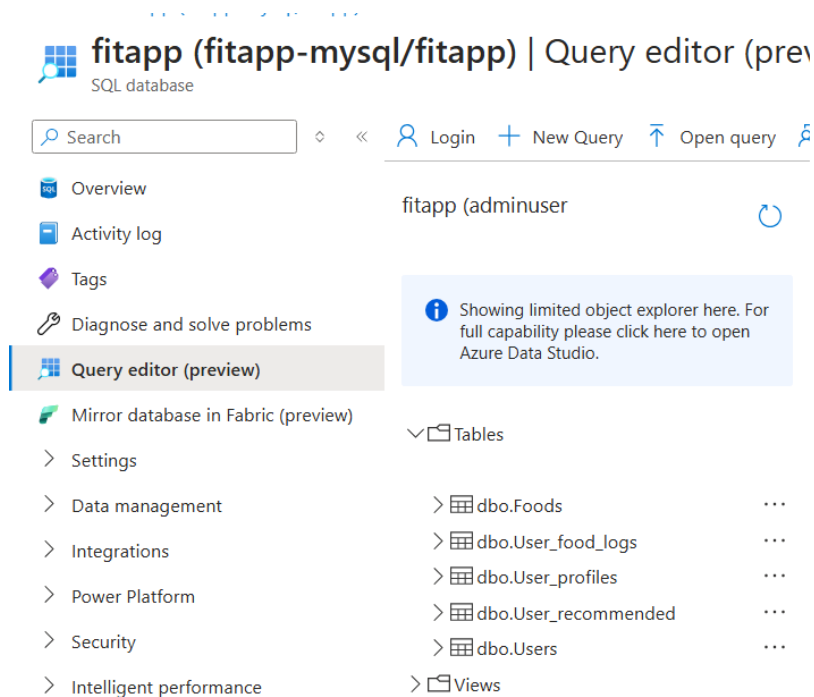 fitapp (fitapp-mysql/fitapp) | Query editor (prev
SQL database
Search
Login
New Query
Open query
Overview
Activity log
Tags
Diagnose and solve problems
Query editor (preview)
Mirror database in Fabric (preview)
Settings
Data management
Integrations
Power Platform
Security
Intelligent performance
fitapp (adminuser
Showing limited object explorer here. For
full capability please click here to open
Azure Data Studio.
Tables
dbo.Foods
dbo.User_food_logs
dbo.User_profiles
dbo.User_recommended
dbo.Users
Views